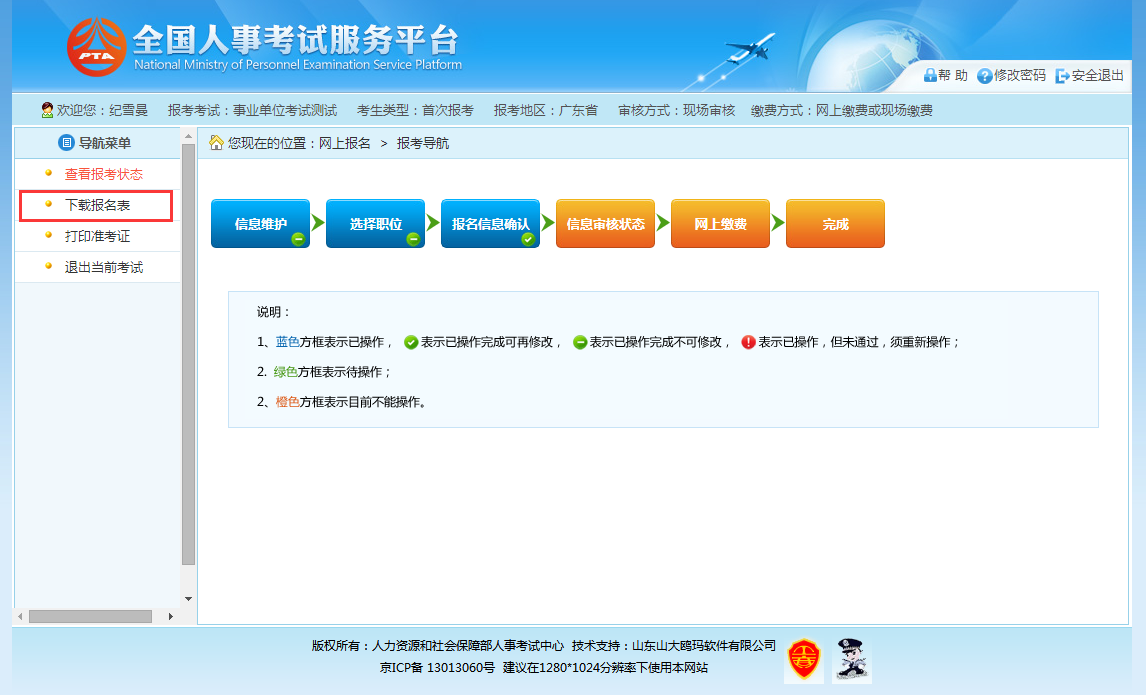 全国人事考试服务平台
PTA
National Ministry of Personnel Examination Service Platform
帮 助 修改密码 安全退出
欢迎您：纪雪曼 报考考试：事业单位考试测试 考生类型：首次报考 报考地区：广东省 审核方式：现场审核 缴费方式：网上缴费或现场缴费
导航菜单
您现在的位置：网上报名 > 报考导航
查看报考状态
下载报名表
打印准考证
退出当前考试
信息维护 选择职位 报名信息确认 信息审核状态 网上缴费 完成
说明：
1、蓝色方框表示已操作， 表示已操作完成可再修改， 表示已操作完成不可修改， 表示已操作，但未通过，须重新操作；
2. 绿色方框表示待操作；
2、橙色方框表示目前不能操作。
版权所有：人力资源和社会保障部人事考试中心 技术支持：山东山大鸥玛软件有限公司
京ICP备 13013060号 建议在1280*1024分辨率下使用本网站